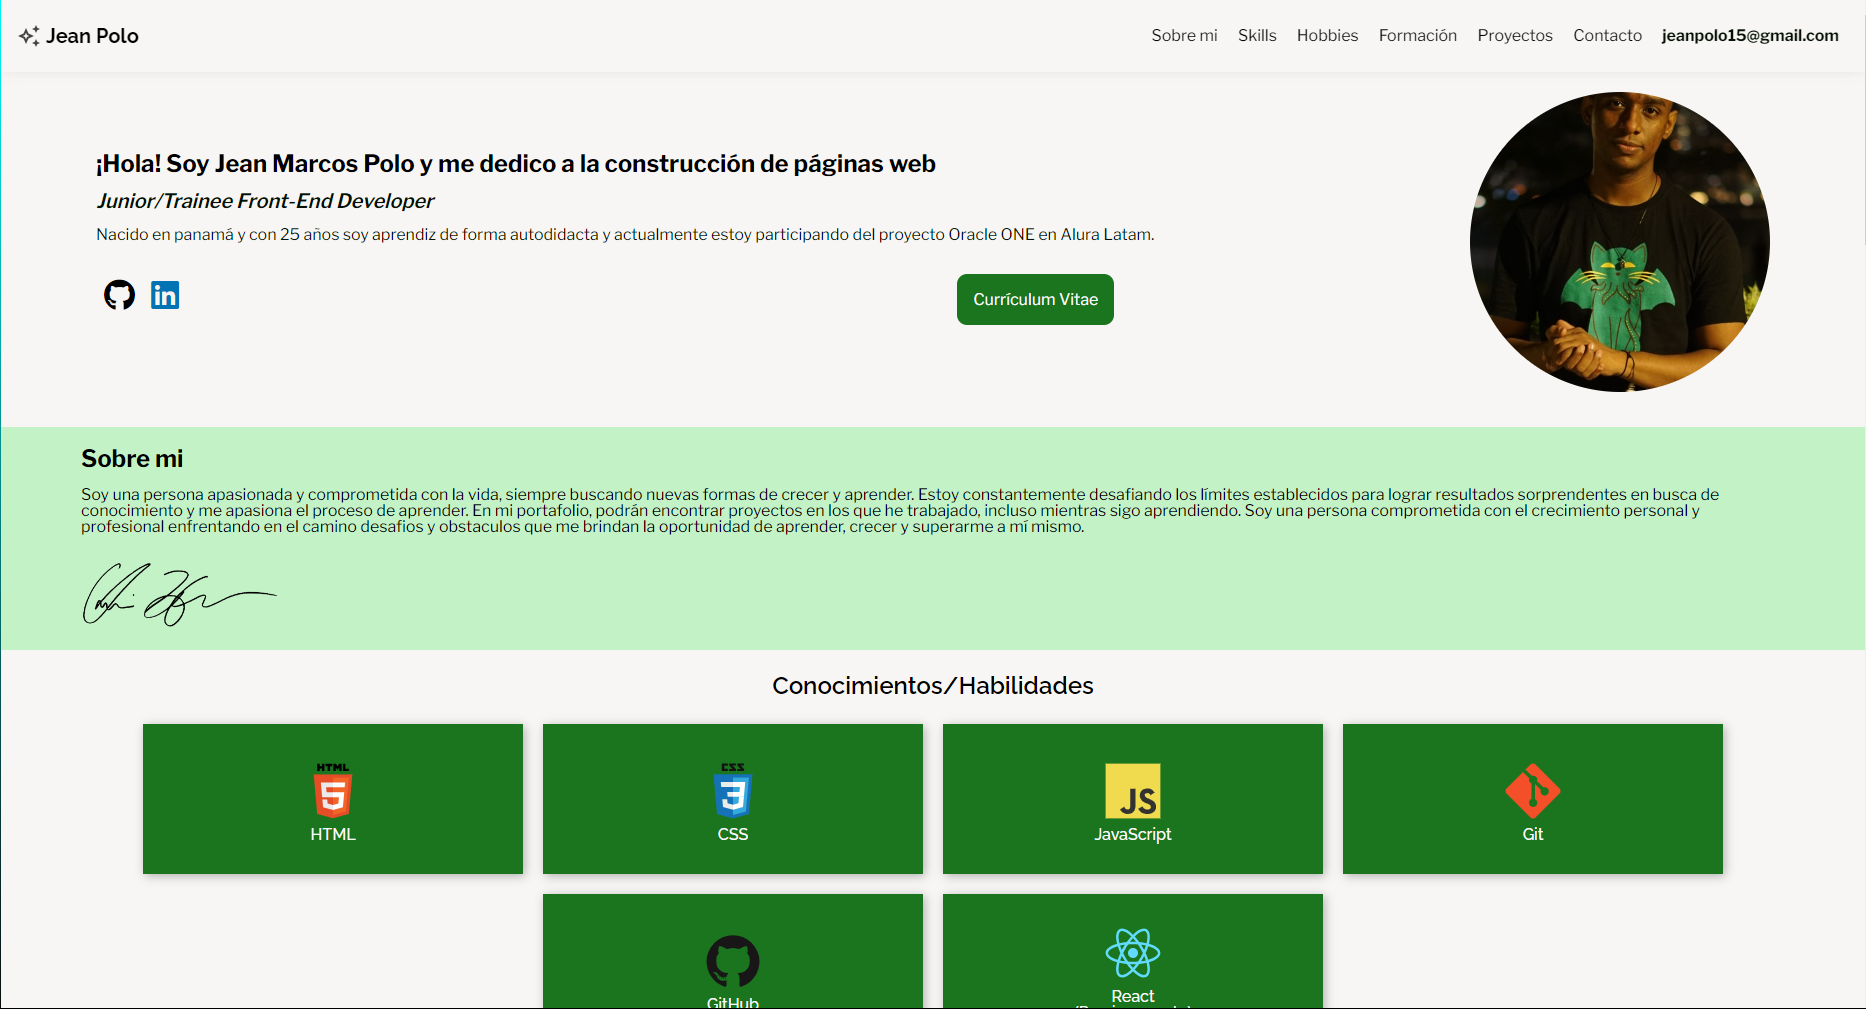 Jean Polo
Sobre mi Skills Hobbies Formación Proyectos Contacto jeanpolo15@gmail.com
¡Hola! Soy Jean Marcos Polo y me dedico a la construcción de páginas web
Junior/Trainee Front-End Developer
Nacido en panamá y con 25 años soy aprendiz de forma autodidacta y actualmente estoy participando del proyecto Oracle ONE en Alura Latam.
in
Currículum Vitae
Sobre mi
Soy una persona apasionada y comprometida con la vida, siempre buscando nuevas formas de crecer y aprender. Estoy constantemente desafiando los límites establecidos para lograr resultados sorprendentes en busca de
conocimiento y me apasiona el proceso de aprender. En mi portafolio, podrán encontrar proyectos en los que he trabajado, incluso mientras sigo aprendiendo. Soy una persona comprometida con el crecimiento personal y
profesional enfrentando en el camino desafios y obstaculos que me brindan la oportunidad de aprender, crecer y superarme a mí mismo.
Conocimientos/Habilidades
HTML
5
HTML
CSS
3
CSS
JS
JavaScript
Git
GitHub
React